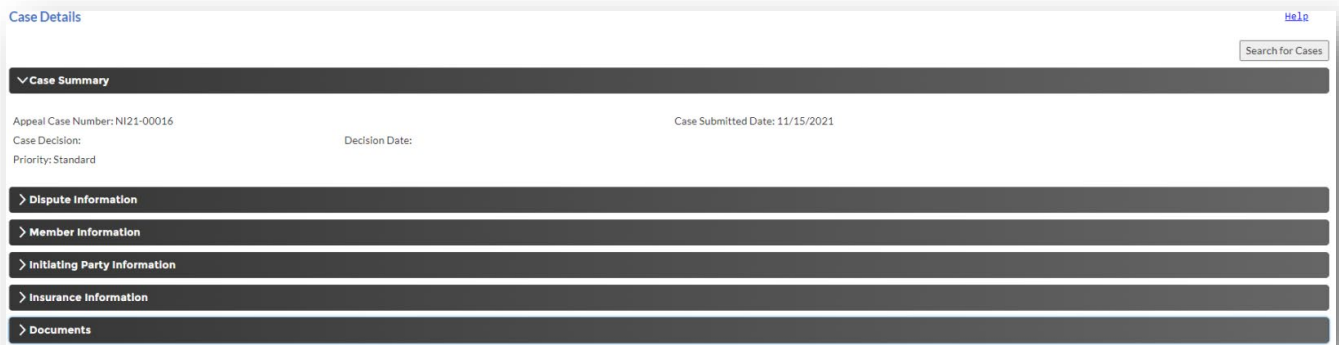 Case Details
Help
Search for Cases
Case Summary
Appeal Case Number: NI21-00016
Case Submitted Date: 11/15/2021
Case Decision:
Decision Date:
Priority: Standard
Dispute Information
Member Information
Initiating Party Information
Insurance Information
Documents